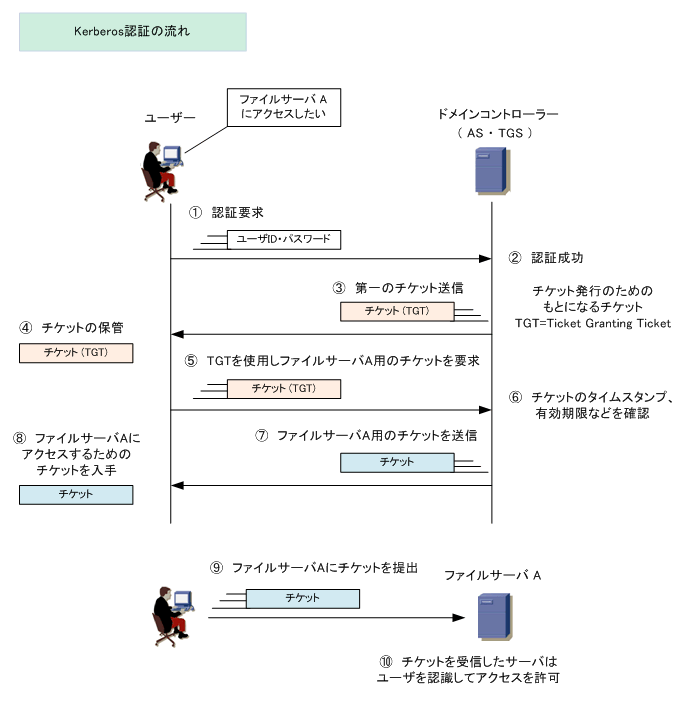 Kerberos認証の流れ
ファイルサーバ A
にアクセスしたい
ユーザー
ドメインコントローラー
( AS ・ TGS )
① 認証要求
ユーザID・パスワード
② 認証成功
チケット発行のための
もとになるチケット
TGT=Ticket Granting Ticket
③ 第一のチケット送信
チケット (TGT)
④ チケットの保管
チケット (TGT)
⑤ TGTを使用しファイルサーバA用のチケットを要求
チケット (TGT)
⑥ チケットのタイムスタンプ、
有効期限などを確認
⑦ ファイルサーバA用のチケットを送信
チケット
⑧ ファイルサーバAに
アクセスするための
チケットを入手
チケット
⑨ ファイルサーバAにチケットを提出
チケット
ファイルサーバ A
⑩ チケットを受信したサーバは
ユーザを認識してアクセスを許可